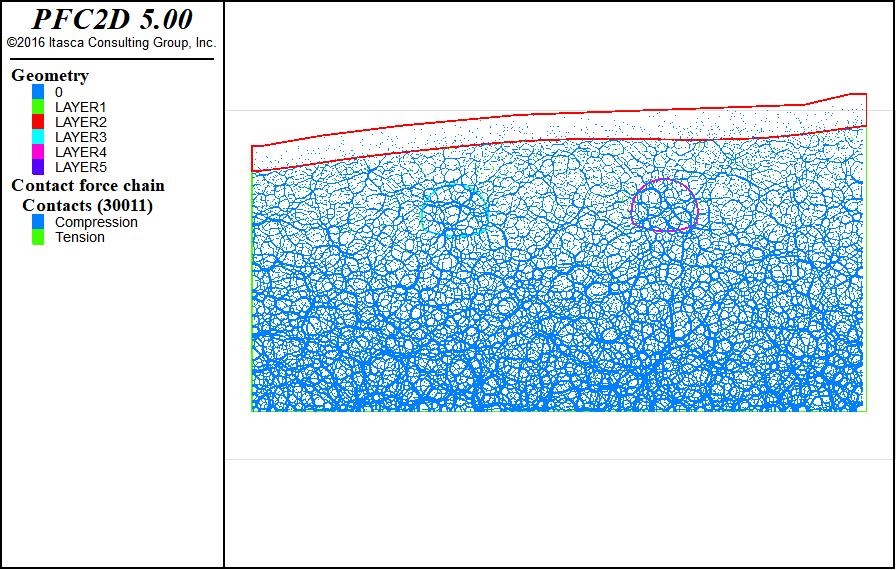 PFC2D 5.00
©2016 Itasca Consulting Group, Inc.
Geometry
0
LAYER1
LAYER2
LAYER3
LAYER4
LAYER5
Contact force chain
Contacts (30011)
Compression
Tension